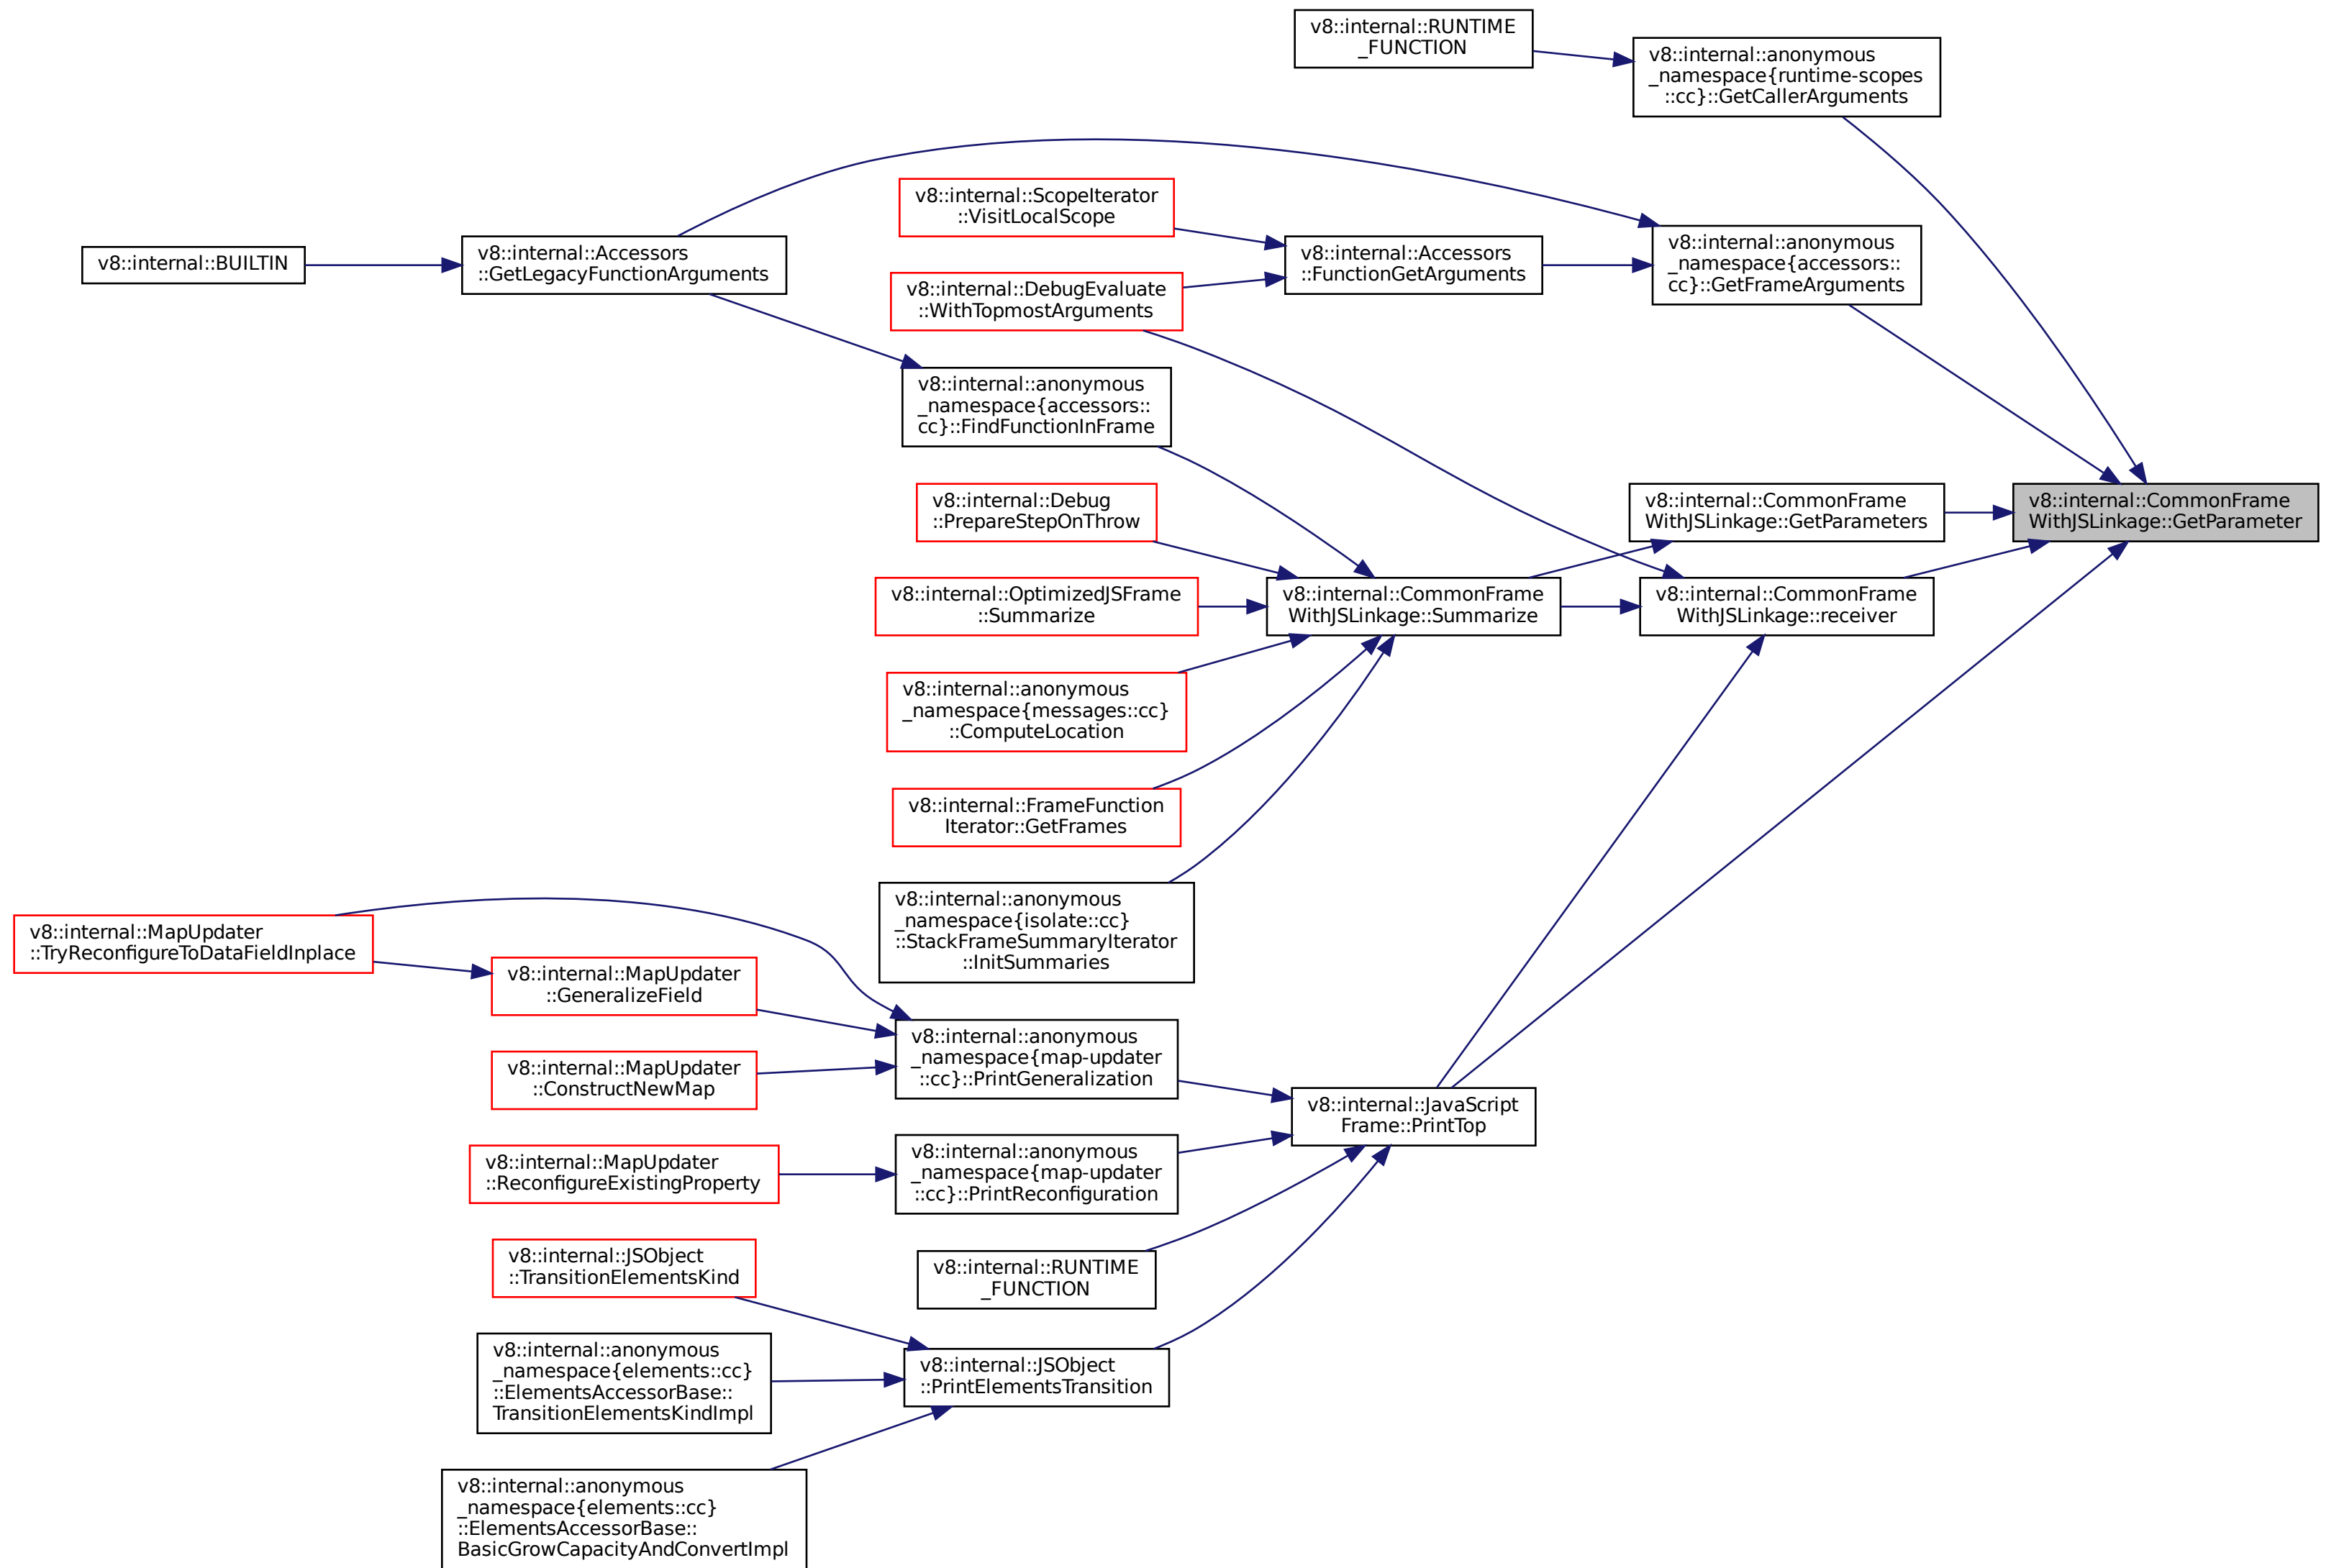 v8::internal::RUNTIME
_FUNCTION
v8::internal::anonymous
_namespace{runtime-scopes
::cc}::GetCallerArguments
v8::internal::ScopeIterator
::VisitLocalScope
v8::internal::BUILTIN
v8::internal::Accessors
::GetLegacyFunctionArguments
v8::internal::Accessors
::FunctionGetArguments
v8::internal::anonymous
_namespace{accessors::
cc}::GetFrameArguments
v8::internal::DebugEvaluate
::WithTopmostArguments
v8::internal::anonymous
_namespace{accessors::
cc}::FindFunctionInFrame
v8::internal::Debug
::PrepareStepOnThrow
v8::internal::CommonFrame
WithJSLinkage::GetParameters
v8::internal::CommonFrame
WithJSLinkage::GetParameter
v8::internal::OptimizedJSFrame
::Summarize
v8::internal::CommonFrame
WithJSLinkage::Summarize
v8::internal::CommonFrame
WithJSLinkage::receiver
v8::internal::anonymous
_namespace{messages::cc}
::ComputeLocation
v8::internal::FrameFunction
Iterator::GetFrames
v8::internal::anonymous
_namespace{isolate::cc}
::StackFrameSummaryIterator
::InitSummaries
v8::internal::MapUpdater
::TryReconfigureToDataFieldInplace
v8::internal::MapUpdater
::GeneralizeField
v8::internal::anonymous
_namespace{map-updater
::cc}::PrintGeneralization
v8::internal::MapUpdater
::ConstructNewMap
v8::internal::JavaScript
Frame::PrintTop
v8::internal::MapUpdater
::ReconfigureExistingProperty
v8::internal::anonymous
_namespace{map-updater
::cc}::PrintReconfiguration
v8::internal::JSObject
::TransitionElementsKind
v8::internal::RUNTIME
_FUNCTION
v8::internal::anonymous
_namespace{elements::cc}
::ElementsAccessorBase::
TransitionElementsKindImpl
v8::internal::JSObject
::PrintElementsTransition
v8::internal::anonymous
_namespace{elements::cc}
::ElementsAccessorBase::
BasicGrowCapacityAndConvertImpl